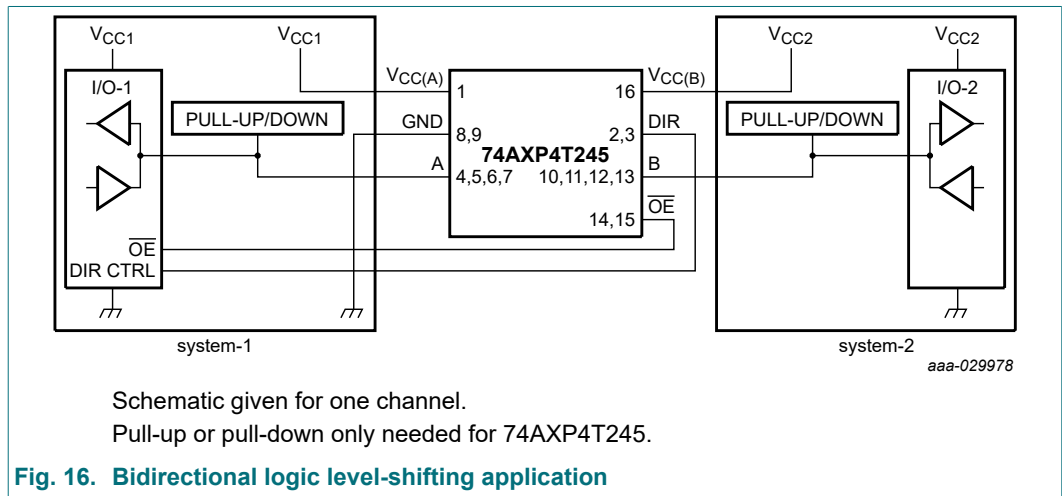 VCC1
VCC1
VCC2
VCC2
I/O-1
VCC(A)
VCC(B)
I/O-2
1
16
PULL-UP/DOWN
GND
8,9
2,3
DIR
PULL-UP/DOWN
74AXP4T245
A
4,5,6,7
10,11,12,13
B
14,15
OE
OE
DIR CTRL
system-1
system-2
aaa-029978
Schematic given for one channel.
Pull-up or pull-down only needed for 74AXP4T245.
Fig. 16. Bidirectional logic level-shifting application